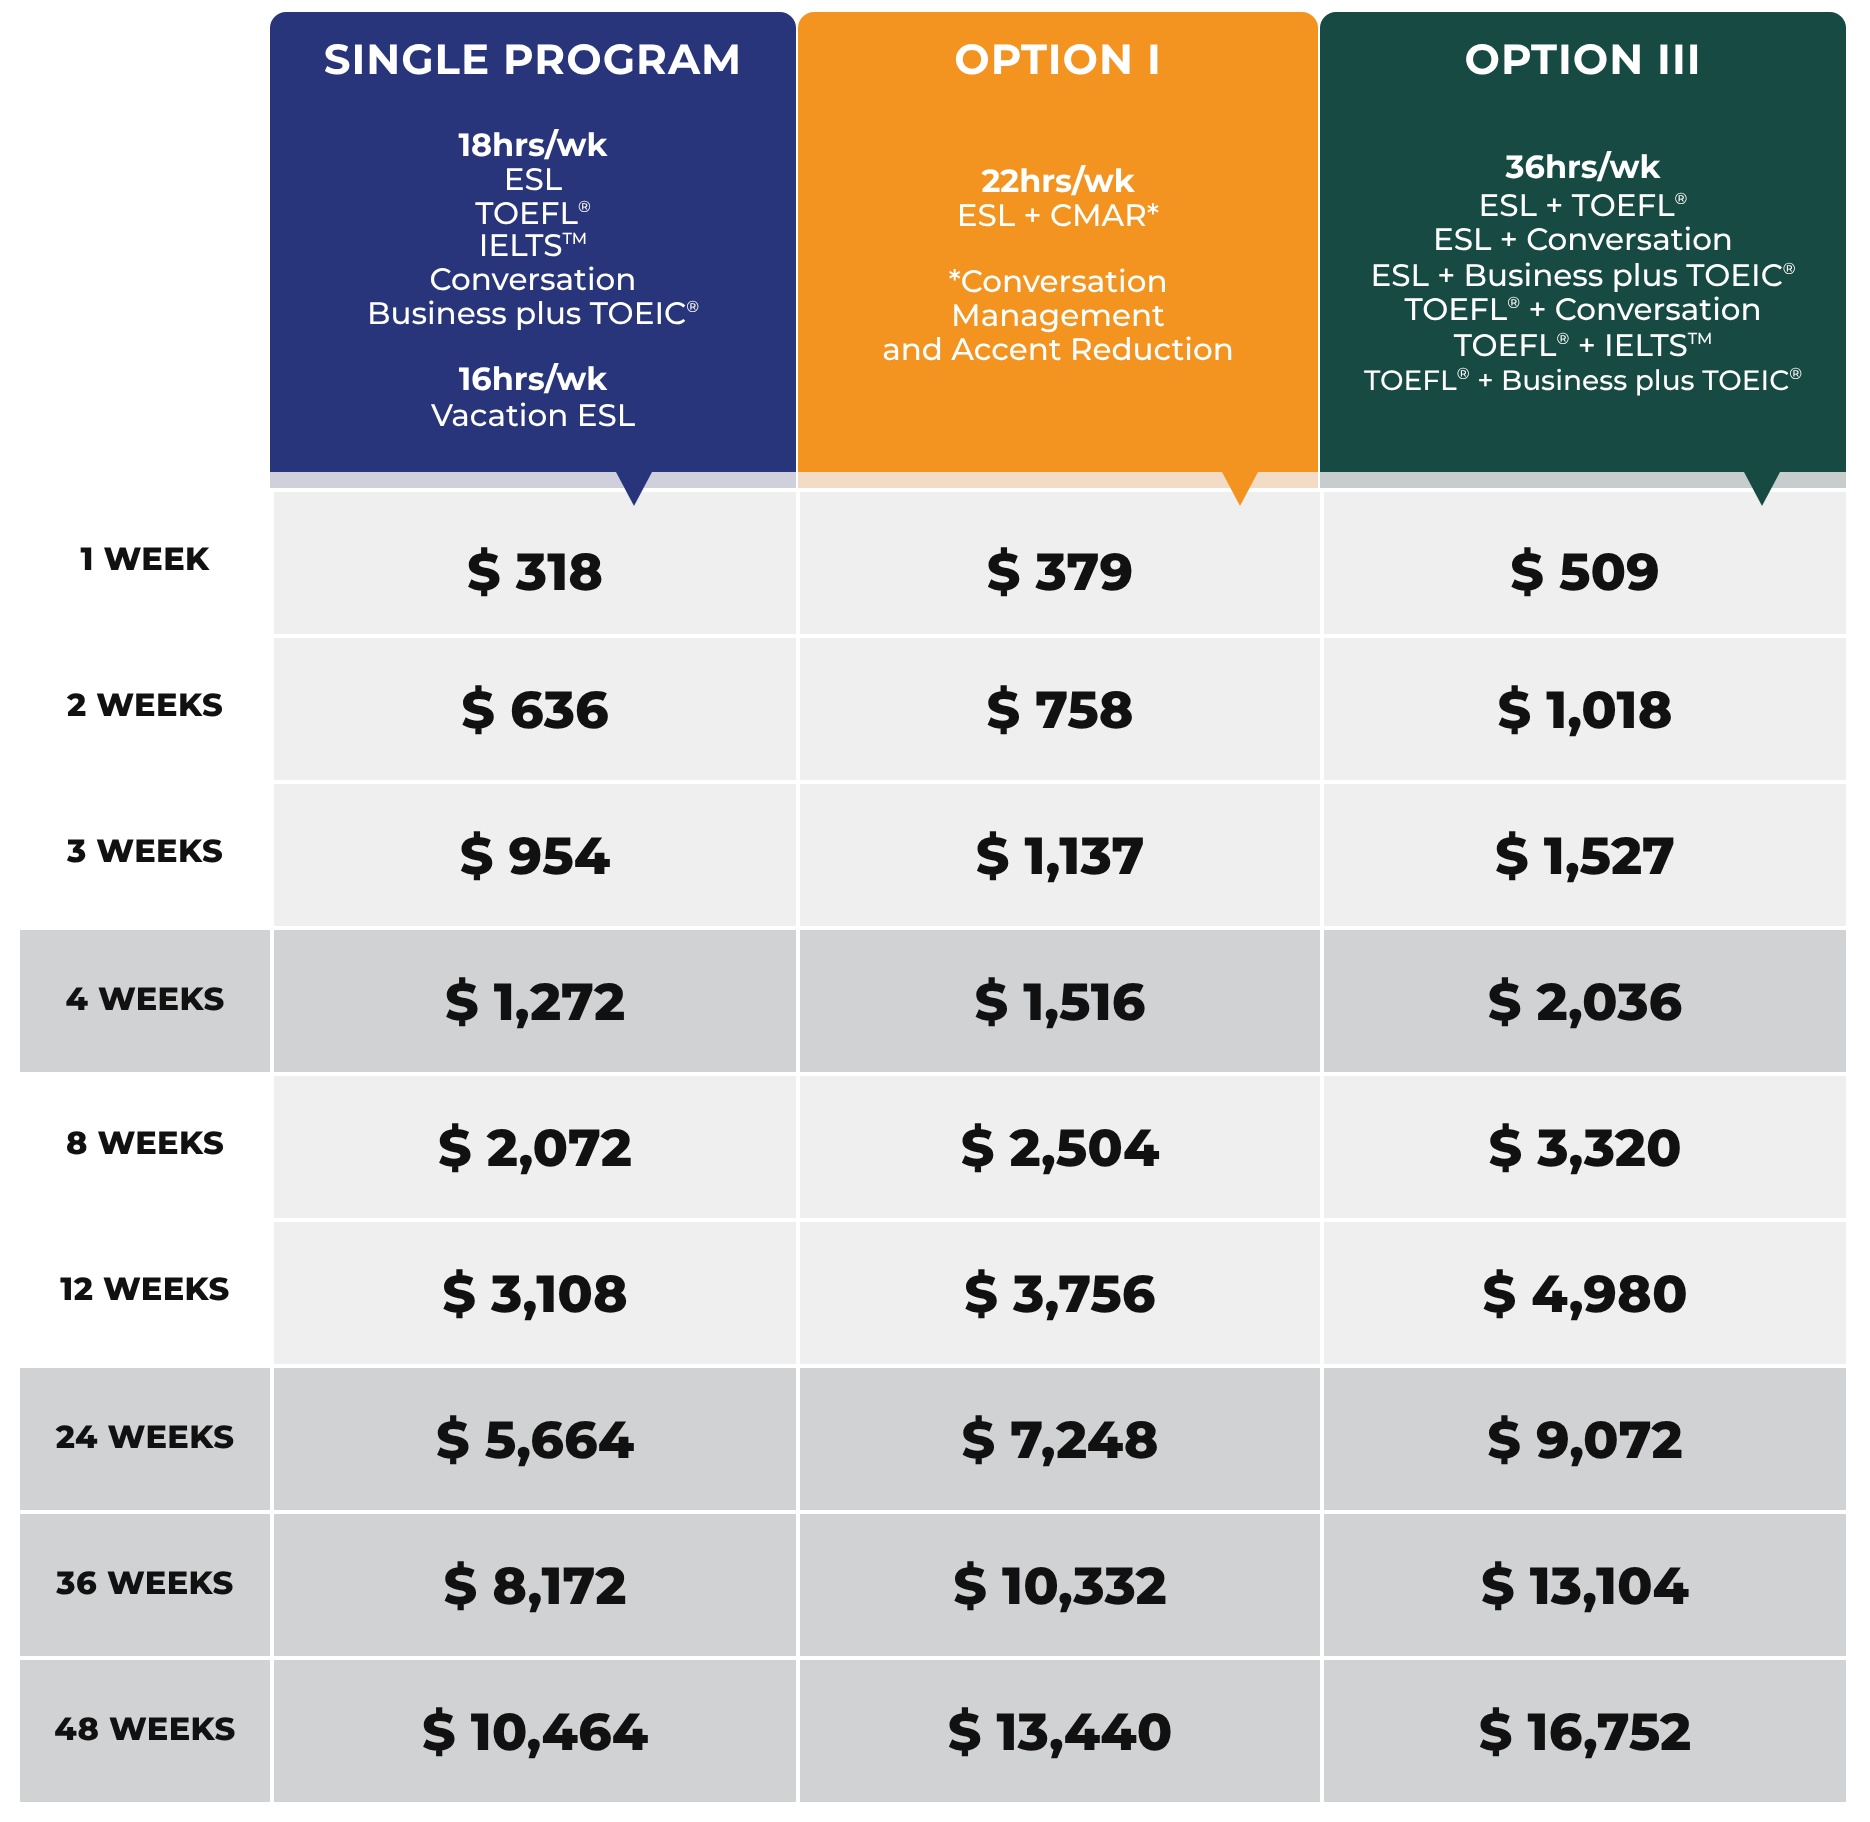 SINGLE PROGRAM
18hrs/wk
ESL
TOEFL®
IELTS™
Conversation
Business plus TOEIC®
16hrs/wk
Vacation ESL
OPTION I
22hrs/wk
ESL + CMAR*
*Conversation
Management
and Accent Reduction
OPTION III
36hrs/wk
ESL + TOEFL®
ESL + Conversation
ESL + Business plus TOEIC®
TOEFL® + Conversation
TOEFL® + IELTS™
TOEFL® + Business plus TOEIC®
1 WEEK $ 318 $ 379 $ 509
2 WEEKS $ 636 $ 758 $ 1,018
3 WEEKS $ 954 $ 1,137 $ 1,527
4 WEEKS $ 1,272 $ 1,516 $ 2,036
8 WEEKS $ 2,072 $ 2,504 $ 3,320
12 WEEKS $ 3,108 $ 3,756 $ 4,980
24 WEEKS $ 5,664 $ 7,248 $ 9,072
36 WEEKS $ 8,172 $ 10,332 $ 13,104
48 WEEKS $ 10,464 $ 13,440 $ 16,752